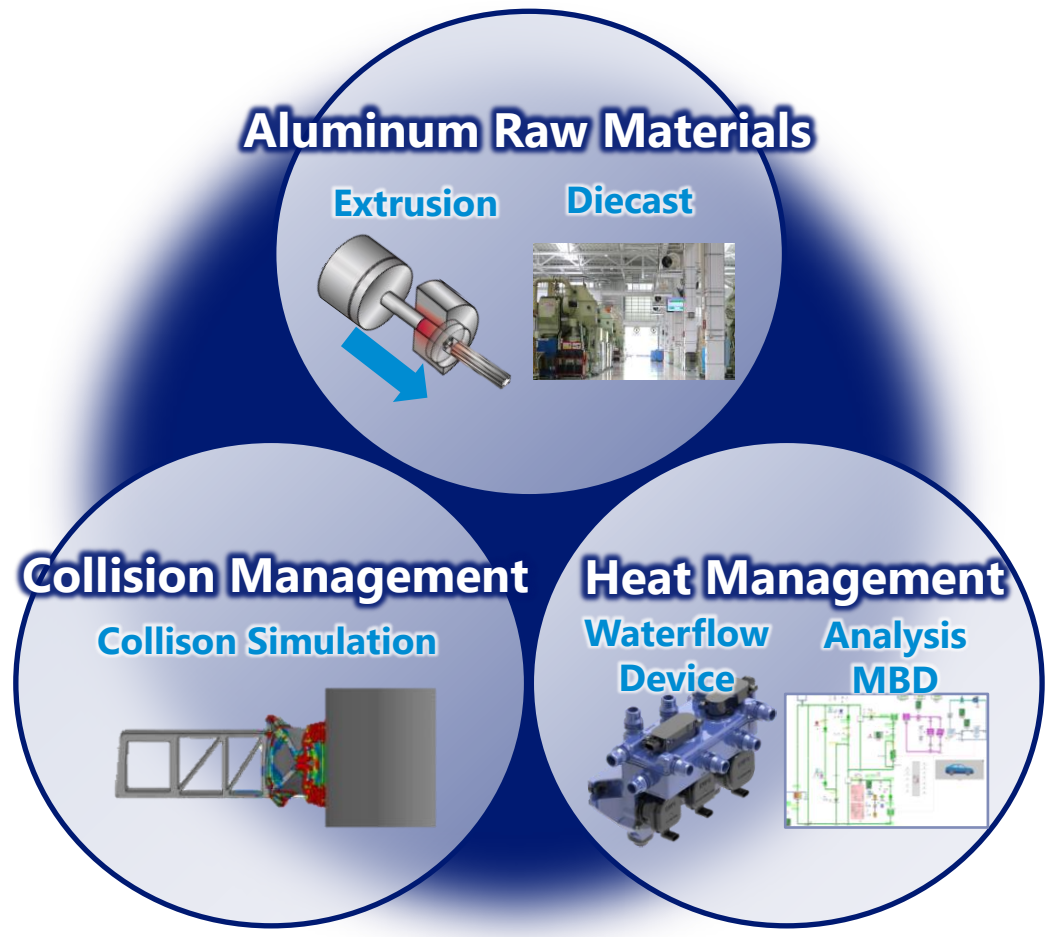 Aluminum Raw Materials
Extrusion
Diecast
Collision Management
Collison Simulation
Heat Management
Waterflow
Device
Analysis
MBD